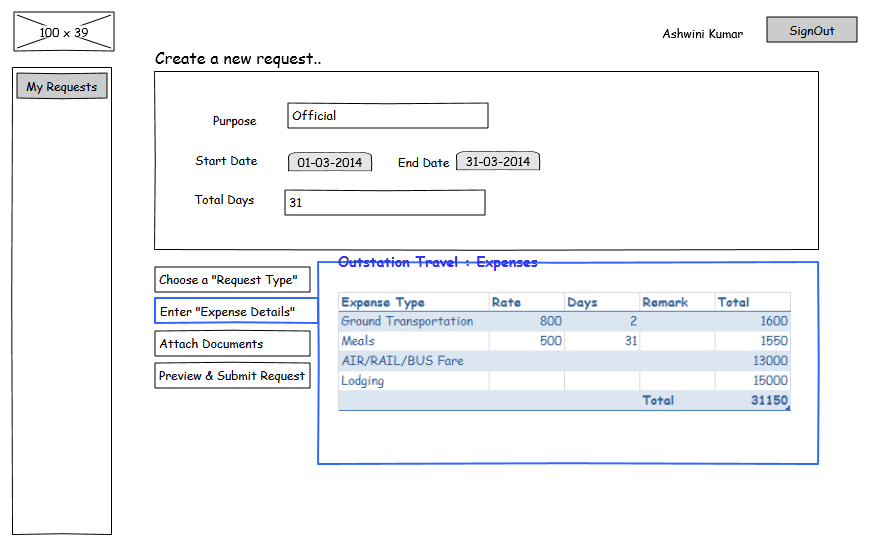 100 x 39
Ashwini Kumar
SignOut
Create a new request..
My Requests
Purpose Official
Start Date 01-03-2014 End Date 31-03-2014
Total Days 31
Outstation Travel : Expenses
Choose a "Request Type"
Enter "Expense Details"
Attach Documents
Preview & Submit Request
Expense Type Rate Days Remark Total
Ground Transportation 800 2 1600
Meals 500 31 1550
AIR/RAIL/BUS Fare 13000
Lodging 15000
Total 31150